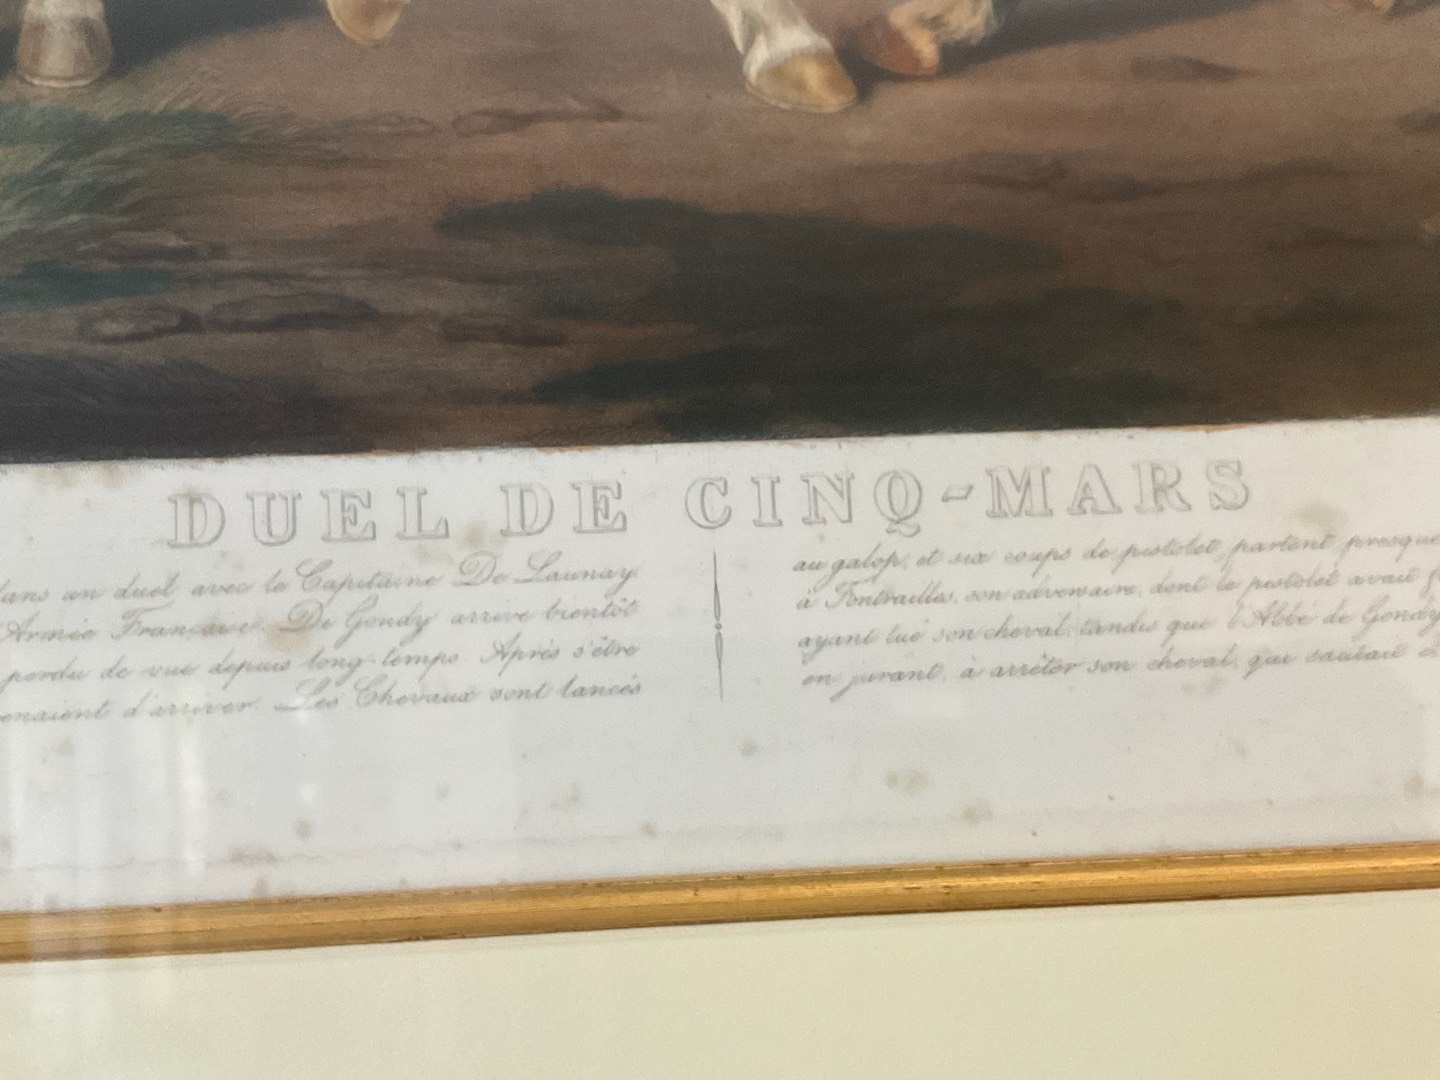 DUEL DE CINQ-MARS
dans un duel avec le Capitaine De Launay
Armée Française. De Gondy arrive bientôt
perdu de vue depuis long-temps. Après s'être
d'arriver. Les Chevaux sont lancés
au galop, et six coups de pistolet partent presque
à Fontrailles, son adversaire, dont le pistolet avait
ayant tué son cheval, tandis que l'Abbé de Gondy
en jurant, à arrêter son cheval, qui sautait